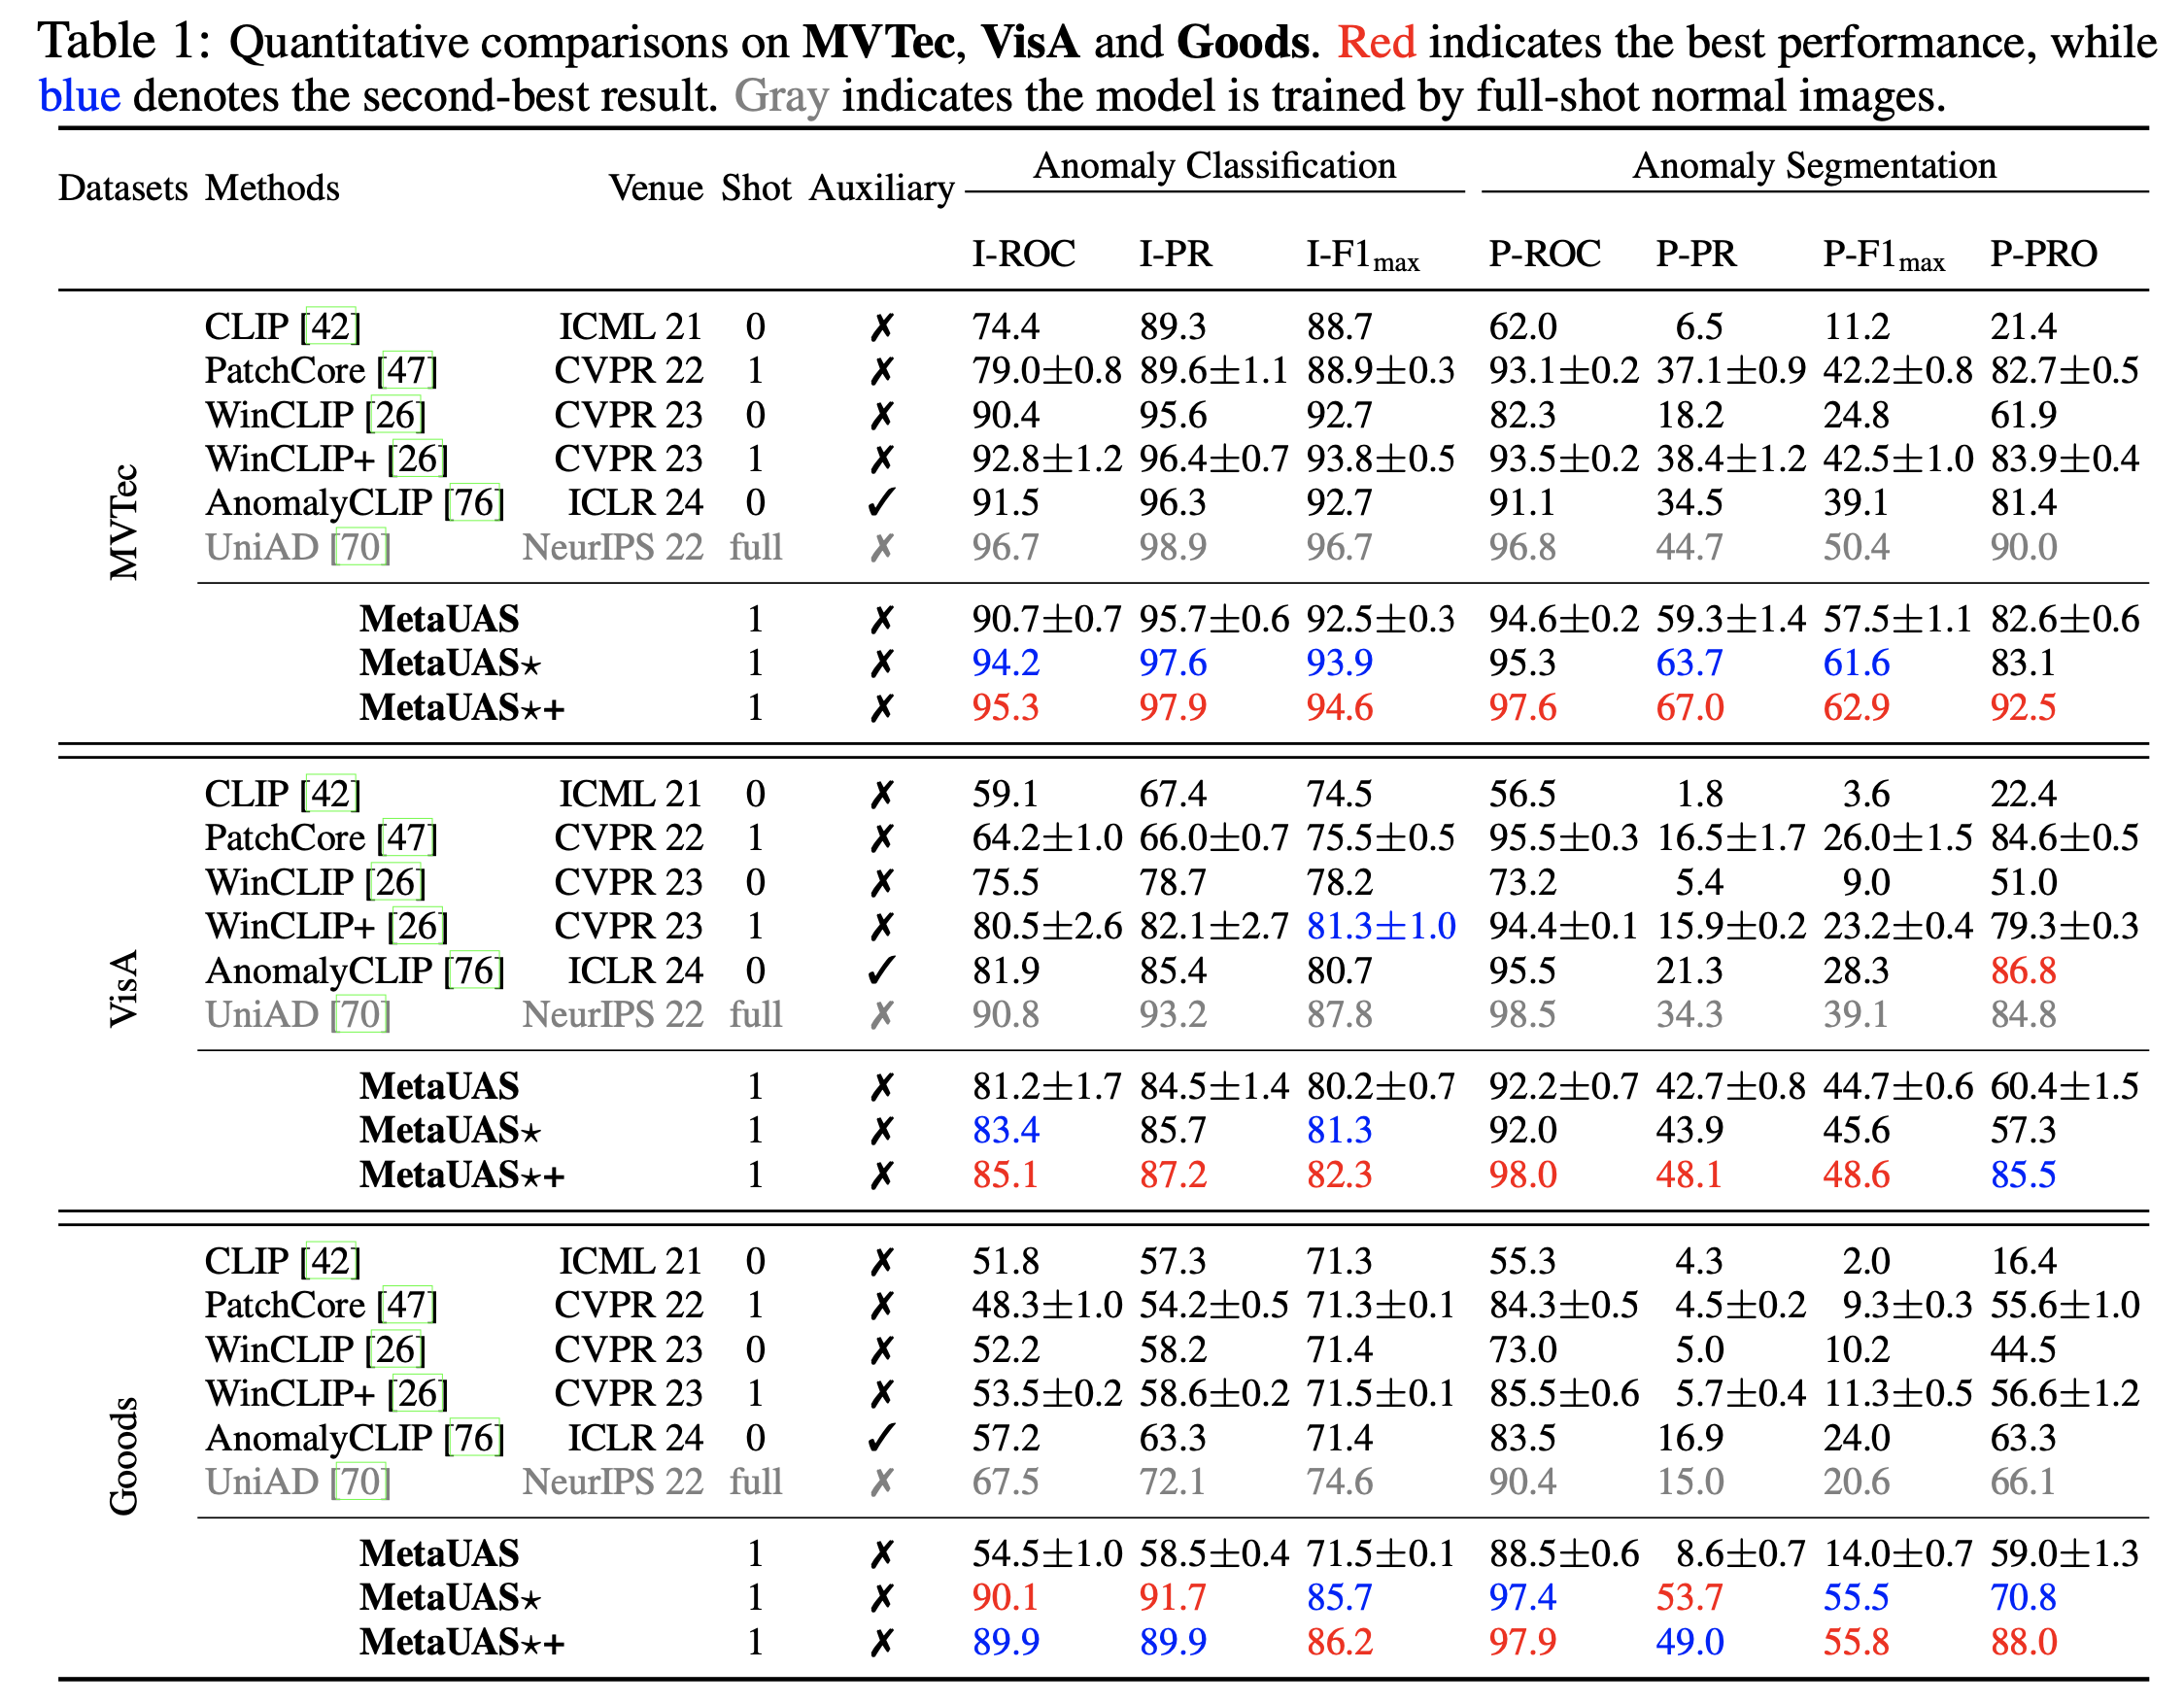 Table 1: Quantitative comparisons on MVTec, VisA and Goods. Red indicates the best performance, while
blue denotes the second-best result. Gray indicates the model is trained by full-shot normal images.
Datasets Methods Venue Shot Auxiliary Anomaly Classification Anomaly Segmentation
I-ROC I-PR I-F1max P-ROC P-PR P-F1max P-PRO
MVTec
CLIP [42] ICML 21 0 ✗ 74.4 89.3 88.7 62.0 6.5 11.2 21.4
PatchCore [47] CVPR 22 1 ✗ 79.0±0.8 89.6±1.1 88.9±0.3 93.1±0.2 37.1±0.9 42.2±0.8 82.7±0.5
WinCLIP [26] CVPR 23 0 ✗ 90.4 95.6 92.7 82.3 18.2 24.8 61.9
WinCLIP+ [26] CVPR 23 1 ✗ 92.8±1.2 96.4±0.7 93.8±0.5 93.5±0.2 38.4±1.2 42.5±1.0 83.9±0.4
AnomalyCLIP [76] ICLR 24 0 ✓ 91.5 96.3 92.7 91.1 34.5 39.1 81.4
UniAD [70] NeurIPS 22 full ✗ 96.7 98.9 96.7 96.8 44.7 50.4 90.0
MetaUAS 1 ✗ 90.7±0.7 95.7±0.6 92.5±0.3 94.6±0.2 59.3±1.4 57.5±1.1 82.6±0.6
MetaUAS⋆ 1 ✗ 94.2 97.6 93.9 95.3 63.7 61.6 83.1
MetaUAS⋆+ 1 ✗ 95.3 97.9 94.6 97.6 67.0 62.9 92.5
VisA
CLIP [42] ICML 21 0 ✗ 59.1 67.4 74.5 56.5 1.8 3.6 22.4
PatchCore [47] CVPR 22 1 ✗ 64.2±1.0 66.0±0.7 75.5±0.5 95.5±0.3 16.5±1.7 26.0±1.5 84.6±0.5
WinCLIP [26] CVPR 23 0 ✗ 75.5 78.7 78.2 73.2 5.4 9.0 51.0
WinCLIP+ [26] CVPR 23 1 ✗ 80.5±2.6 82.1±2.7 81.3±1.0 94.4±0.1 15.9±0.2 23.2±0.4 79.3±0.3
AnomalyCLIP [76] ICLR 24 0 ✓ 81.9 85.4 80.7 95.5 21.3 28.3 86.8
UniAD [70] NeurIPS 22 full ✗ 90.8 93.2 87.8 98.5 34.3 39.1 84.8
MetaUAS 1 ✗ 81.2±1.7 84.5±1.4 80.2±0.7 92.2±0.7 42.7±0.8 44.7±0.6 60.4±1.5
MetaUAS⋆ 1 ✗ 83.4 85.7 81.3 92.0 43.9 45.6 57.3
MetaUAS⋆+ 1 ✗ 85.1 87.2 82.3 98.0 48.1 48.6 85.5
Gooods
CLIP [42] ICML 21 0 ✗ 51.8 57.3 71.3 55.3 4.3 2.0 16.4
PatchCore [47] CVPR 22 1 ✗ 48.3±1.0 54.2±0.5 71.3±0.1 84.3±0.5 4.5±0.2 9.3±0.3 55.6±1.0
WinCLIP [26] CVPR 23 0 ✗ 52.2 58.2 71.4 73.0 5.0 10.2 44.5
WinCLIP+ [26] CVPR 23 1 ✗ 53.5±0.2 58.6±0.2 71.5±0.1 85.5±0.6 5.7±0.4 11.3±0.5 56.6±1.2
AnomalyCLIP [76] ICLR 24 0 ✓ 57.2 63.3 71.4 83.5 16.9 24.0 63.3
UniAD [70] NeurIPS 22 full ✗ 67.5 72.1 74.6 90.4 15.0 20.6 66.1
MetaUAS 1 ✗ 54.5±1.0 58.5±0.4 71.5±0.1 88.5±0.6 8.6±0.7 14.0±0.7 59.0±1.3
MetaUAS⋆ 1 ✗ 90.1 91.7 85.7 97.4 53.7 55.5 70.8
MetaUAS⋆+ 1 ✗ 89.9 89.9 86.2 97.9 49.0 55.8 88.0